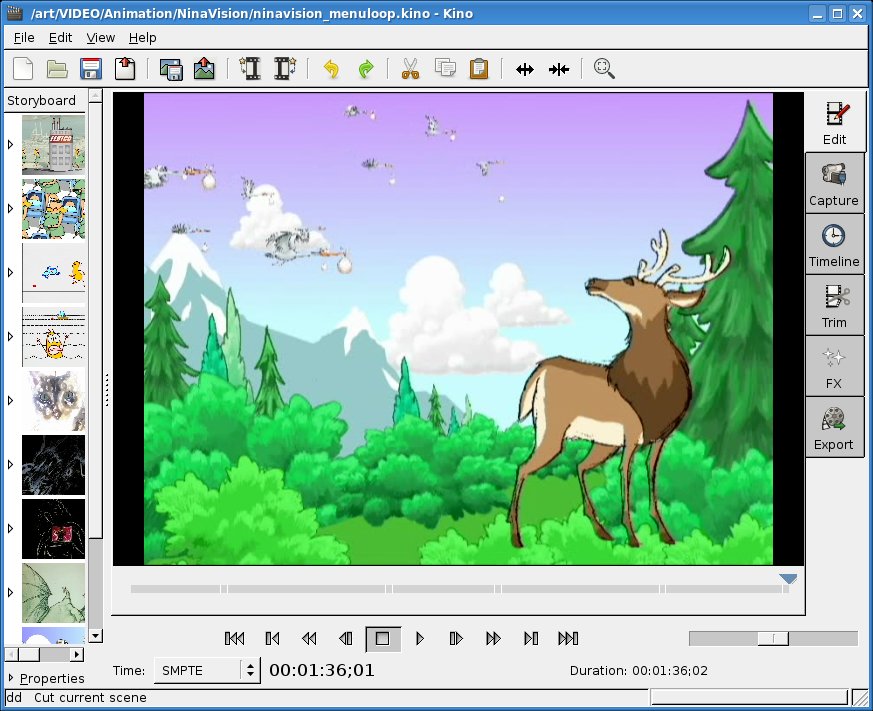 /art/VIDEO/Animation/NinaVision/ninavision_menuloop.kino - Kino
File Edit View Help
Storyboard
Edit
Capture
Timeline
Trim
FX
Export
Time: SMPTE 00:01:36;01 Duration: 00:01:36;02
Properties
dd Cut current scene